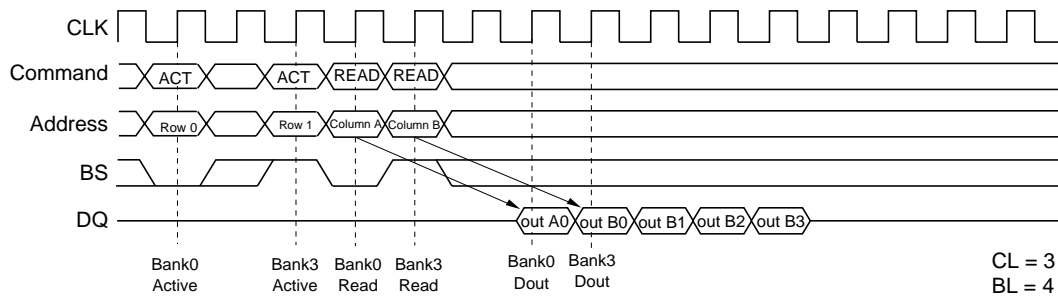 CLK
Command ACT ACT READ READ
Address Row 0 Row 1 Column A Column B
BS
DQ out A0 out B0 out B1 out B2 out B3
Bank0 Active
Bank3 Active
Bank0 Read
Bank3 Read
Bank0 Dout
Bank3 Dout
CL = 3
BL = 4